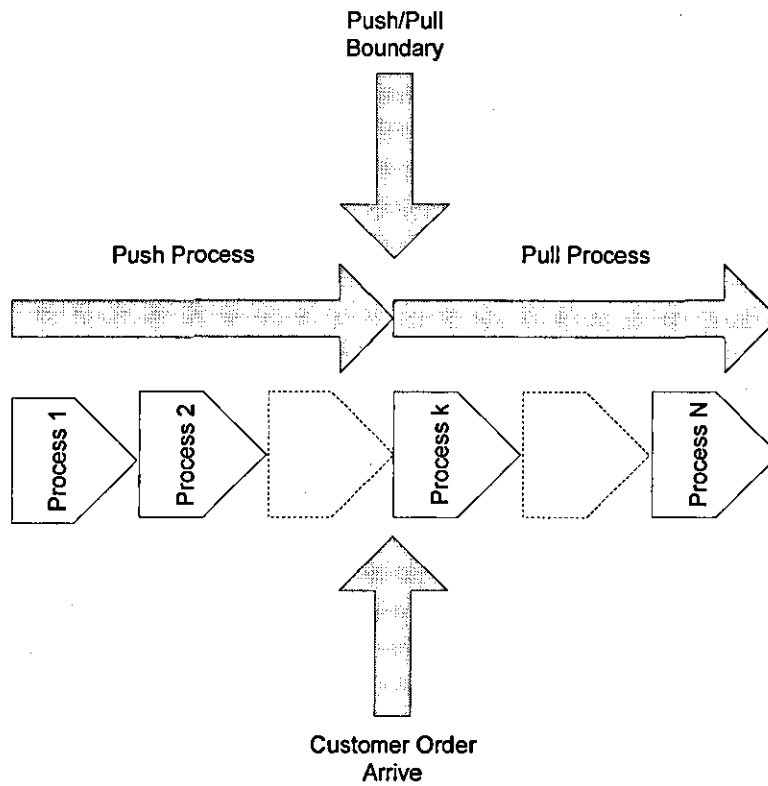 Push/Pull
Boundary
Push Process
Pull Process
Process 1
Process 2
Process k
Process N
Customer Order
Arrive